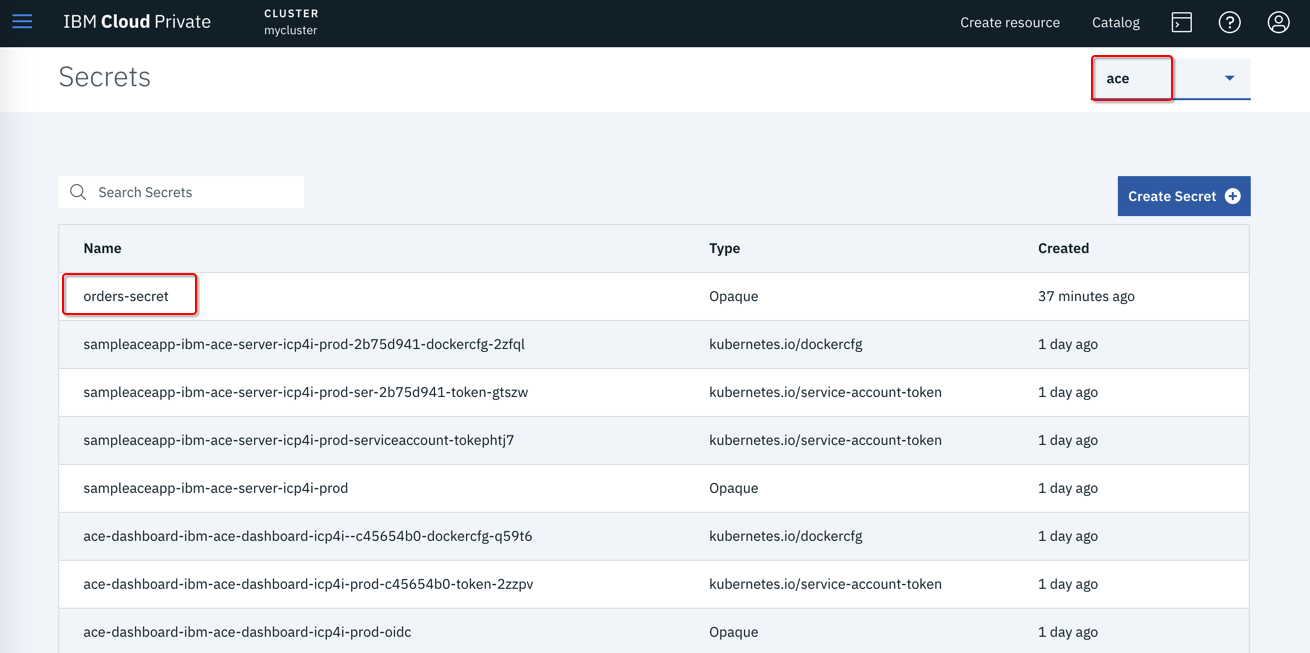 IBM Cloud Private
CLUSTER
mycluster
Create resource
Catalog
Secrets
ace
Search Secrets
Create Secret
Name Type Created
orders-secret Opaque 37 minutes ago
sampleaceapp-ibm-ace-server-icp4i-prod-2b75d941-dockercfg-2zfql kubernetes.io/dockercfg 1 day ago
sampleaceapp-ibm-ace-server-icp4i-prod-ser-2b75d941-token-gtszw kubernetes.io/service-account-token 1 day ago
sampleaceapp-ibm-ace-server-icp4i-prod-serviceaccount-tokephtj7 kubernetes.io/service-account-token 1 day ago
sampleaceapp-ibm-ace-server-icp4i-prod Opaque 1 day ago
ace-dashboard-ibm-ace-dashboard-icp4i--c45654b0-dockercfg-q59t6 kubernetes.io/dockercfg 1 day ago
ace-dashboard-ibm-ace-dashboard-icp4i-prod-c45654b0-token-2zzpv kubernetes.io/service-account-token 1 day ago
ace-dashboard-ibm-ace-dashboard-icp4i-prod-oidc Opaque 1 day ago